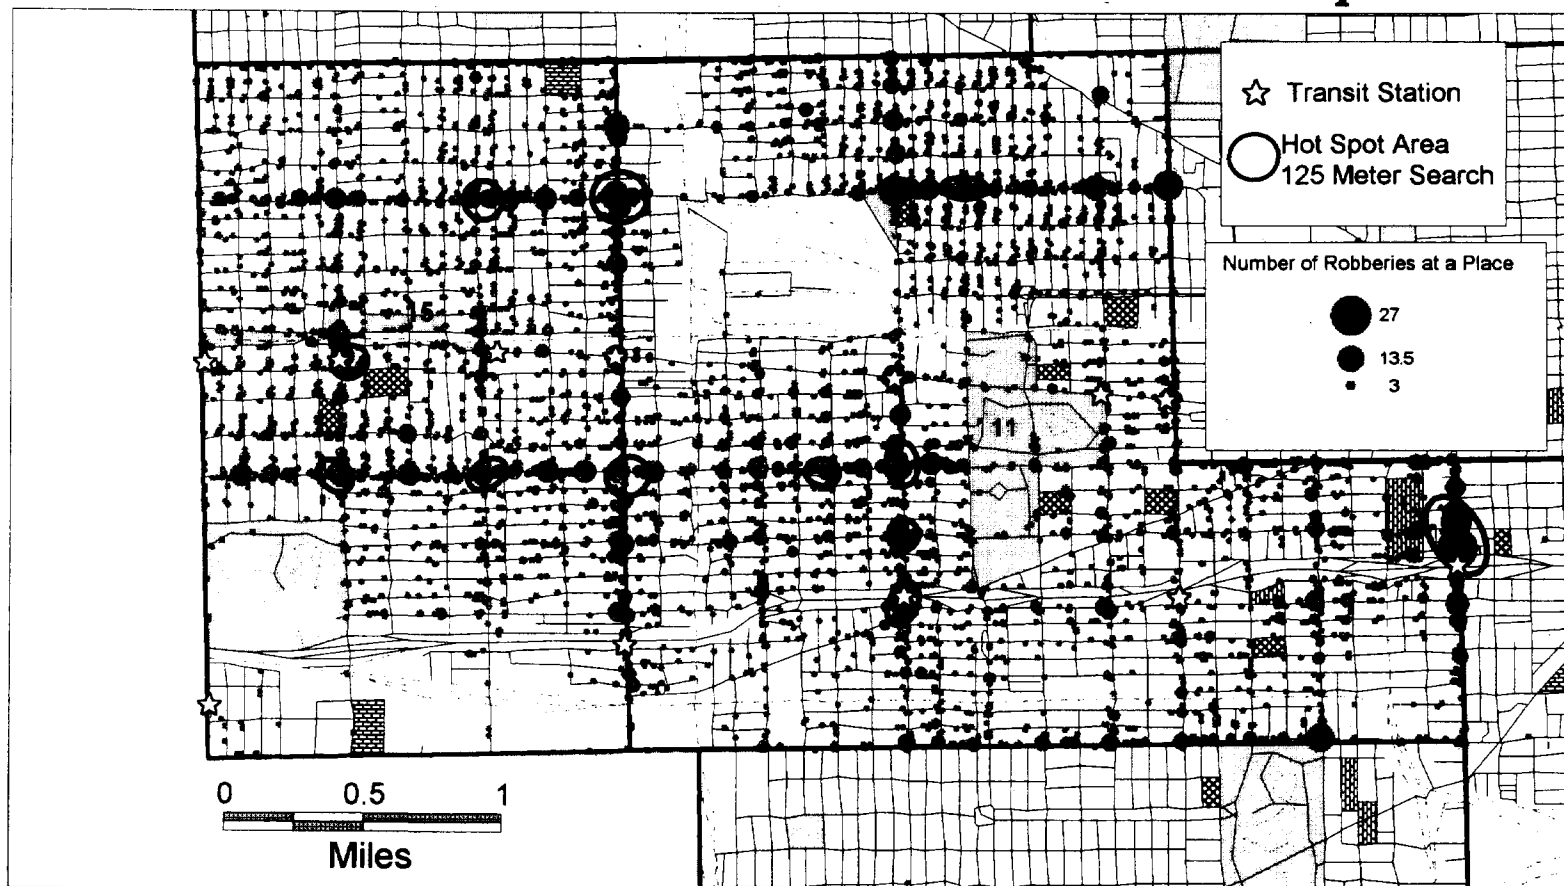 Transit Station
Hot Spot Area
125 Meter Search
Number of Robberies at a Place
27
13.5
3
15
11
0 0.5 1
Miles